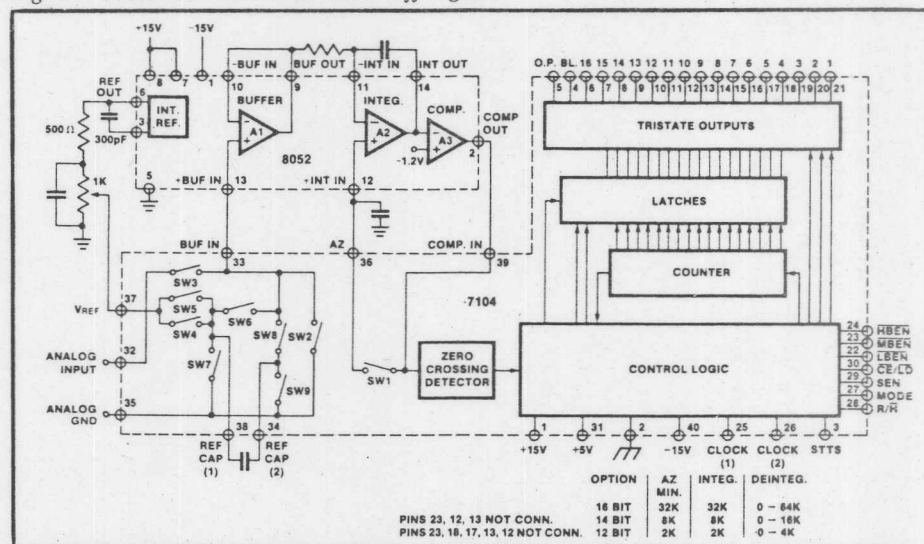 +15V -15V
-BUF IN BUF OUT -INT IN INT OUT
8 7 1 10 9 11 14
REF OUT
6
INT. REF.
3
500Ω
300pF
BUFFER
A1
8052
INTEG.
A2
COMP.
A3
-1.2V
2
COMP OUT
1K
5
+BUF IN 13
+INT IN 12
BUF IN 33
AZ 36
COMP. IN 39
7104
37
VREF
SW3
SW5
SW4
SW6
SW8
SW2
SW7
SW9
ANALOG INPUT
32
ANALOG GND
35
38 34
REF CAP (1)
REF CAP (2)
SW1
ZERO CROSSING DETECTOR
O.P. BL. 16 15 14 13 12 11 10 9 8 7 6 5 4 3 2 1
5 4 6 7 8 9 10 11 12 13 14 15 16 17 18 19 20 21
TRISTATE OUTPUTS
LATCHES
COUNTER
CONTROL LOGIC
24 HBEN
23 MBEN
22 LBEN
30 CE/LD
29 SEN
27 MODE
28 R/H
1 31 2 40 25 26 3
+15V +5V -15V CLOCK (1) CLOCK (2) STTS
OPTION AZ MIN. INTEG. DEINTEG.
16 BIT 32K 32K 0 – 64K
PINS 23, 12, 13 NOT CONN. 14 BIT 8K 8K 0 – 16K
PINS 23, 18, 17, 13, 12 NOT CONN. 12 BIT 2K 2K 0 – 4K